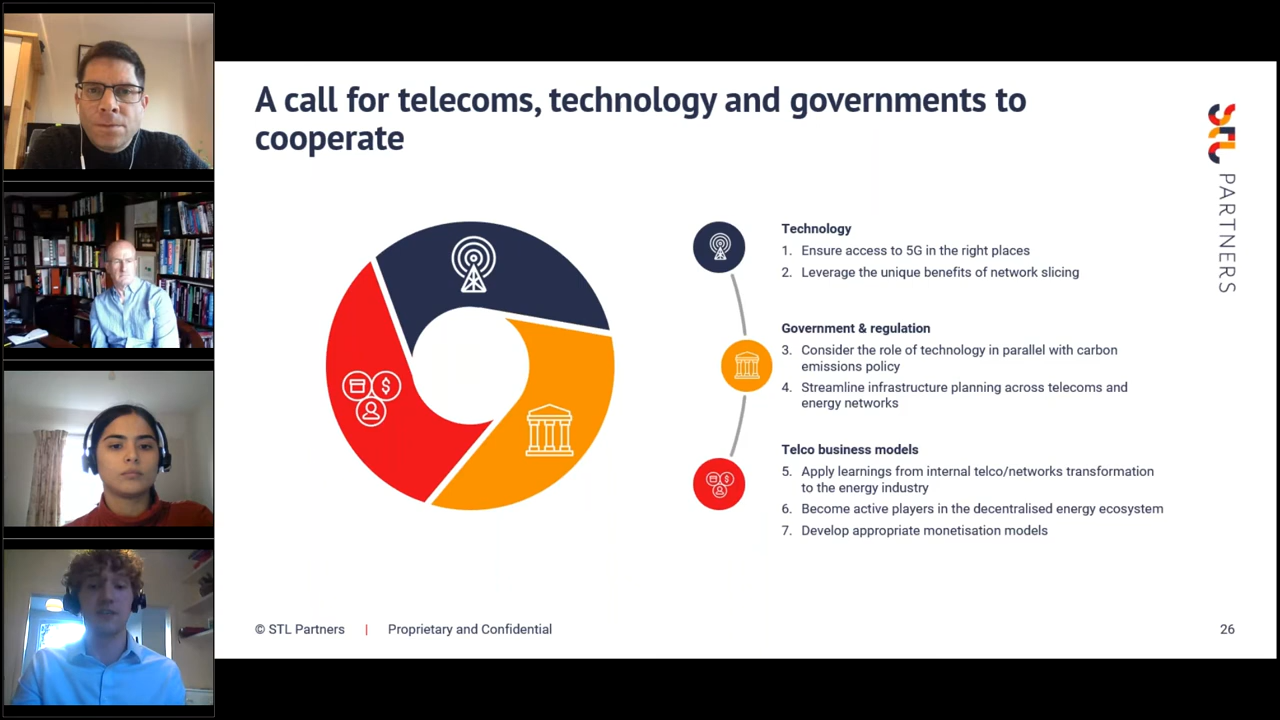 A call for telecoms, technology and governments to
cooperate
STL PARTNERS
Technology
1. Ensure access to 5G in the right places
2. Leverage the unique benefits of network slicing
Government & regulation
3. Consider the role of technology in parallel with carbon
emissions policy
4. Streamline infrastructure planning across telecoms and
energy networks
Telco business models
5. Apply learnings from internal telco/networks transformation
to the energy industry
6. Become active players in the decentralised energy ecosystem
7. Develop appropriate monetisation models
$
$
© STL Partners | Proprietary and Confidential
26